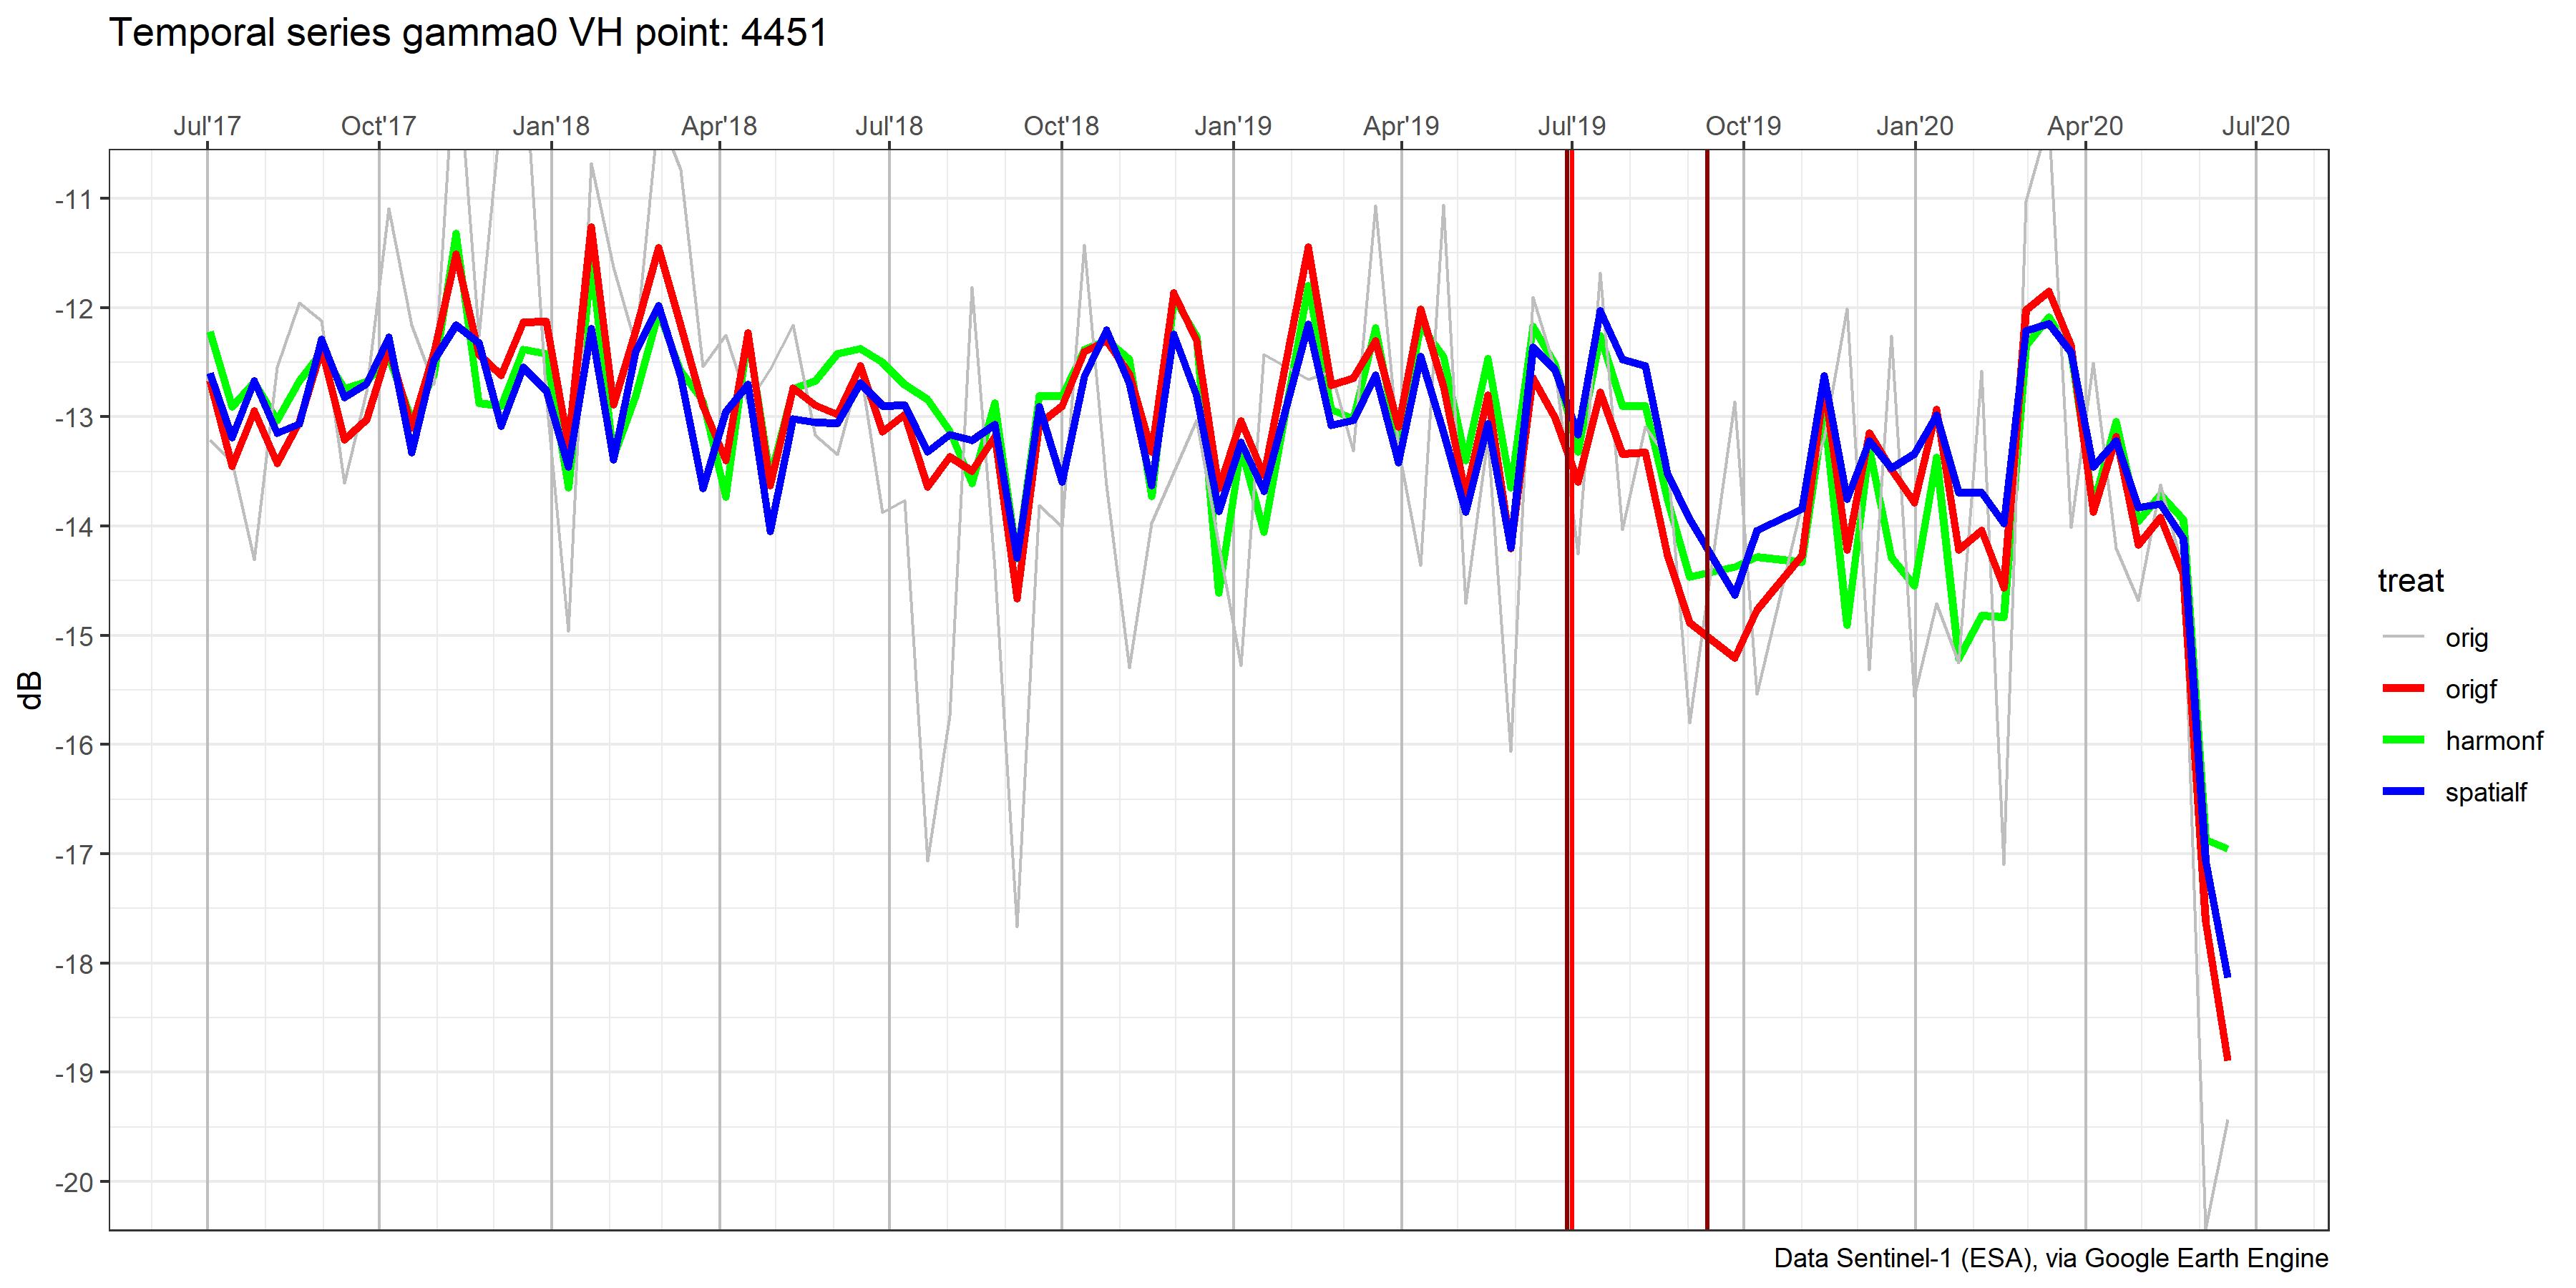 Temporal series gamma0 VH point: 4451
Jul'17 Oct'17 Jan'18 Apr'18 Jul'18 Oct'18 Jan'19 Apr'19 Jul'19 Oct'19 Jan'20 Apr'20 Jul'20
-11
-12
-13
-14
-15
-16
-17
-18
-19
-20
dB
treat
orig
origf
harmonf
spatialf
Data Sentinel-1 (ESA), via Google Earth Engine